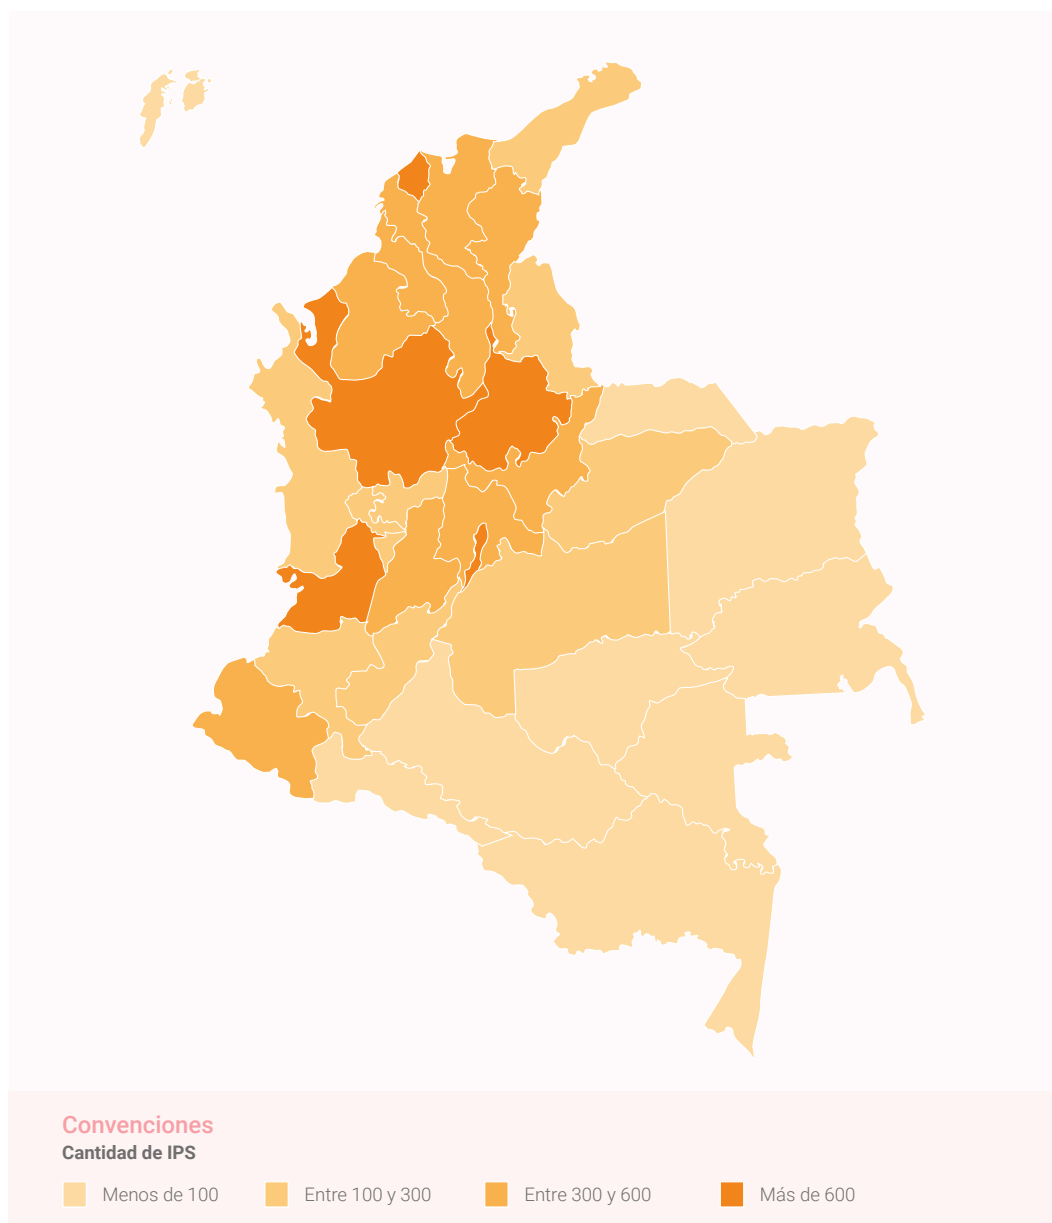 Convenciones
Cantidad de IPS
Menos de 100
Entre 100 y 300
Entre 300 y 600
Más de 600